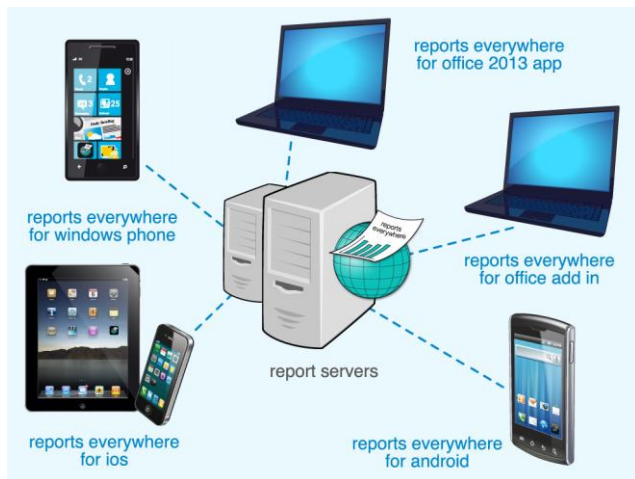 reports everywhere
for office 2013 app
reports everywhere
for windows phone
reports
everywhere
reports everywhere
for office add in
report servers
reports everywhere
for ios
reports everywhere
for android